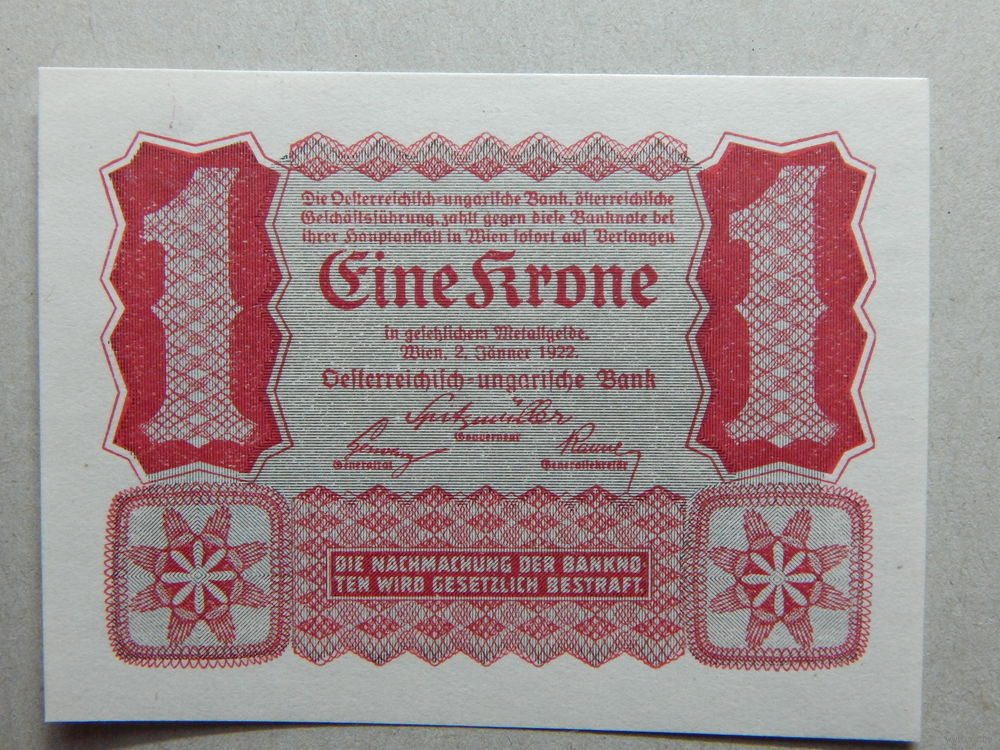 1
1
Die Oesterreichisch-ungarische Bank, österreichische
Geschäftsführung, zahlt gegen diese Banknote bei
ihrer Hauptanstalt in Wien sofort auf Verlangen
Eine Krone
in gesetzlichem Metallgelde.
Wien, 2. Jänner 1922.
Oesterreichisch-ungarische Bank
Spitzmüller
Gouverneur
Generalrat
Generalsekretär
DIE NACHMACHUNG DER BANKNO
TEN WIRD GESETZLICH BESTRAFT.